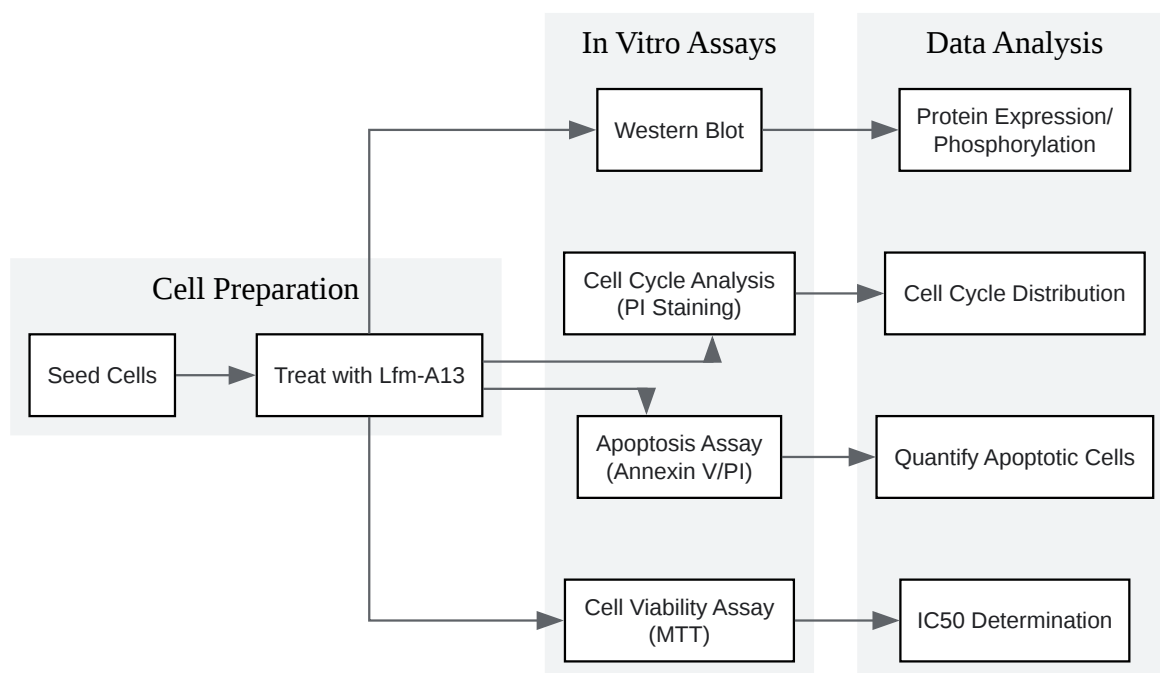 In Vitro Assays
Data Analysis
Western Blot
Protein Expression/
Phosphorylation
Cell Preparation
Cell Cycle Analysis
(PI Staining)
Cell Cycle Distribution
Seed Cells
Treat with Lfm-A13
Apoptosis Assay
(Annexin V/PI)
Quantify Apoptotic Cells
Cell Viability Assay
(MTT)
IC50 Determination